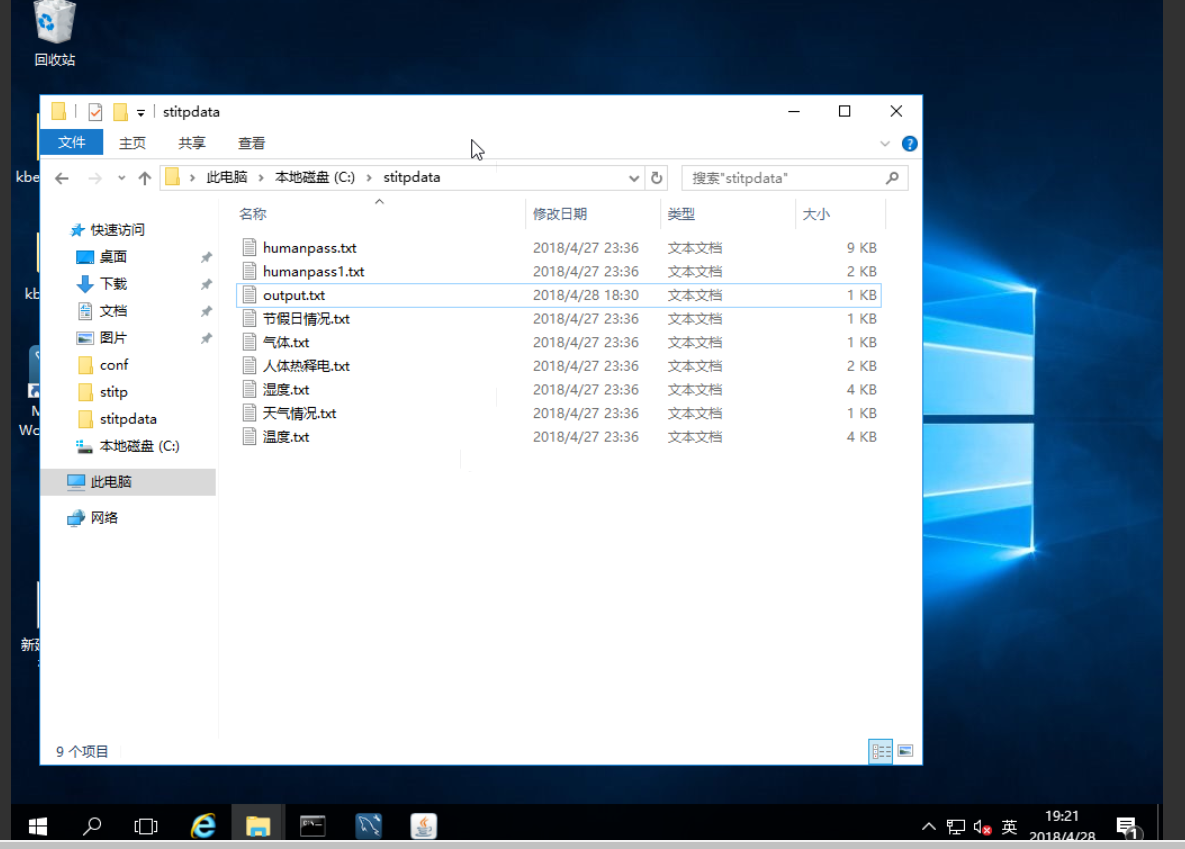 回收站
stitpdata
文件 主页 共享 查看
此电脑 本地磁盘 (C:) stitpdata 搜索"stitpdata"
名称 修改日期 类型 大小
humanpass.txt 2018/4/27 23:36 文本文档 9 KB
humanpass1.txt 2018/4/27 23:36 文本文档 2 KB
output.txt 2018/4/28 18:30 文本文档 1 KB
节假日情况.txt 2018/4/27 23:36 文本文档 1 KB
气体.txt 2018/4/27 23:36 文本文档 1 KB
人体热释电.txt 2018/4/27 23:36 文本文档 2 KB
湿度.txt 2018/4/27 23:36 文本文档 4 KB
天气情况.txt 2018/4/27 23:36 文本文档 1 KB
温度.txt 2018/4/27 23:36 文本文档 4 KB
快速访问
桌面
下载
文档
图片
conf
stitp
stitpdata
本地磁盘 (C:)
此电脑
网络
9 个项目
kbe
kb
Wo
英 19:21
2018/4/28
1